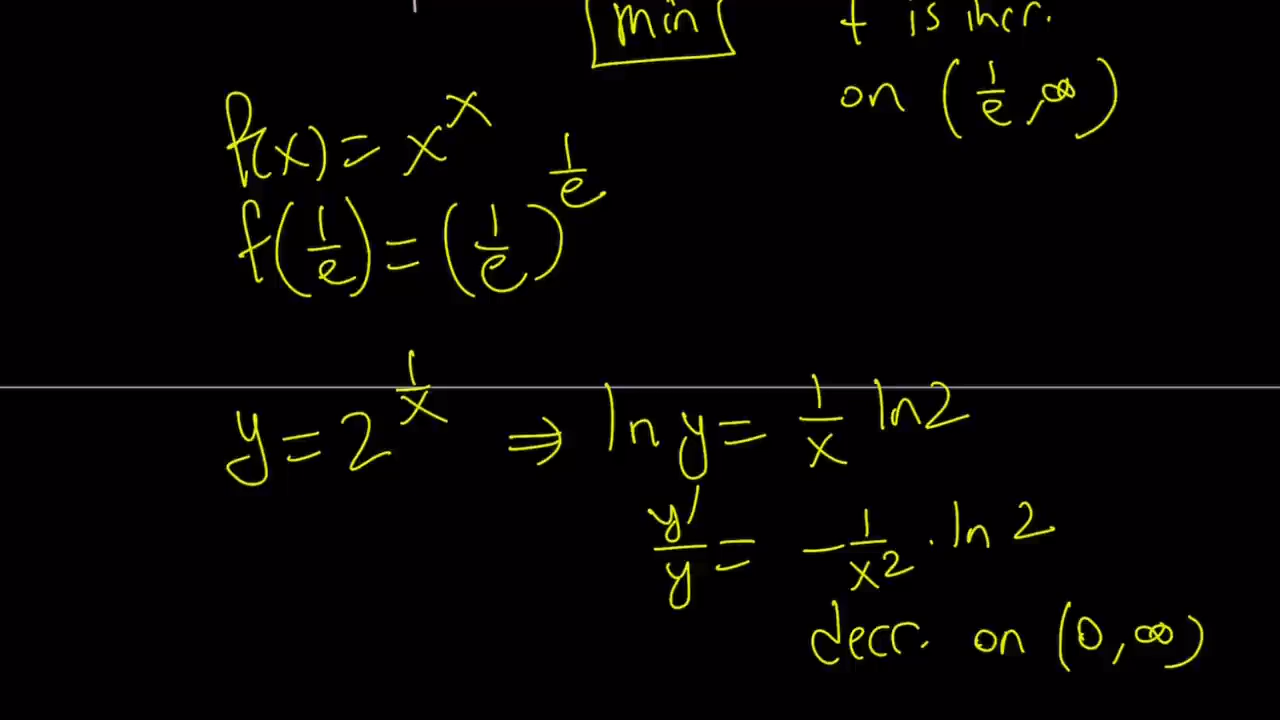 min
f is incr.
on (1/e, ∞)
f(x) = x^x
f(1/e) = (1/e)^(1/e)
y = 2^(1/x) ⇒ ln y = 1/x ln 2
y'/y = -1/x^2 · ln 2
decr. on (0, ∞)